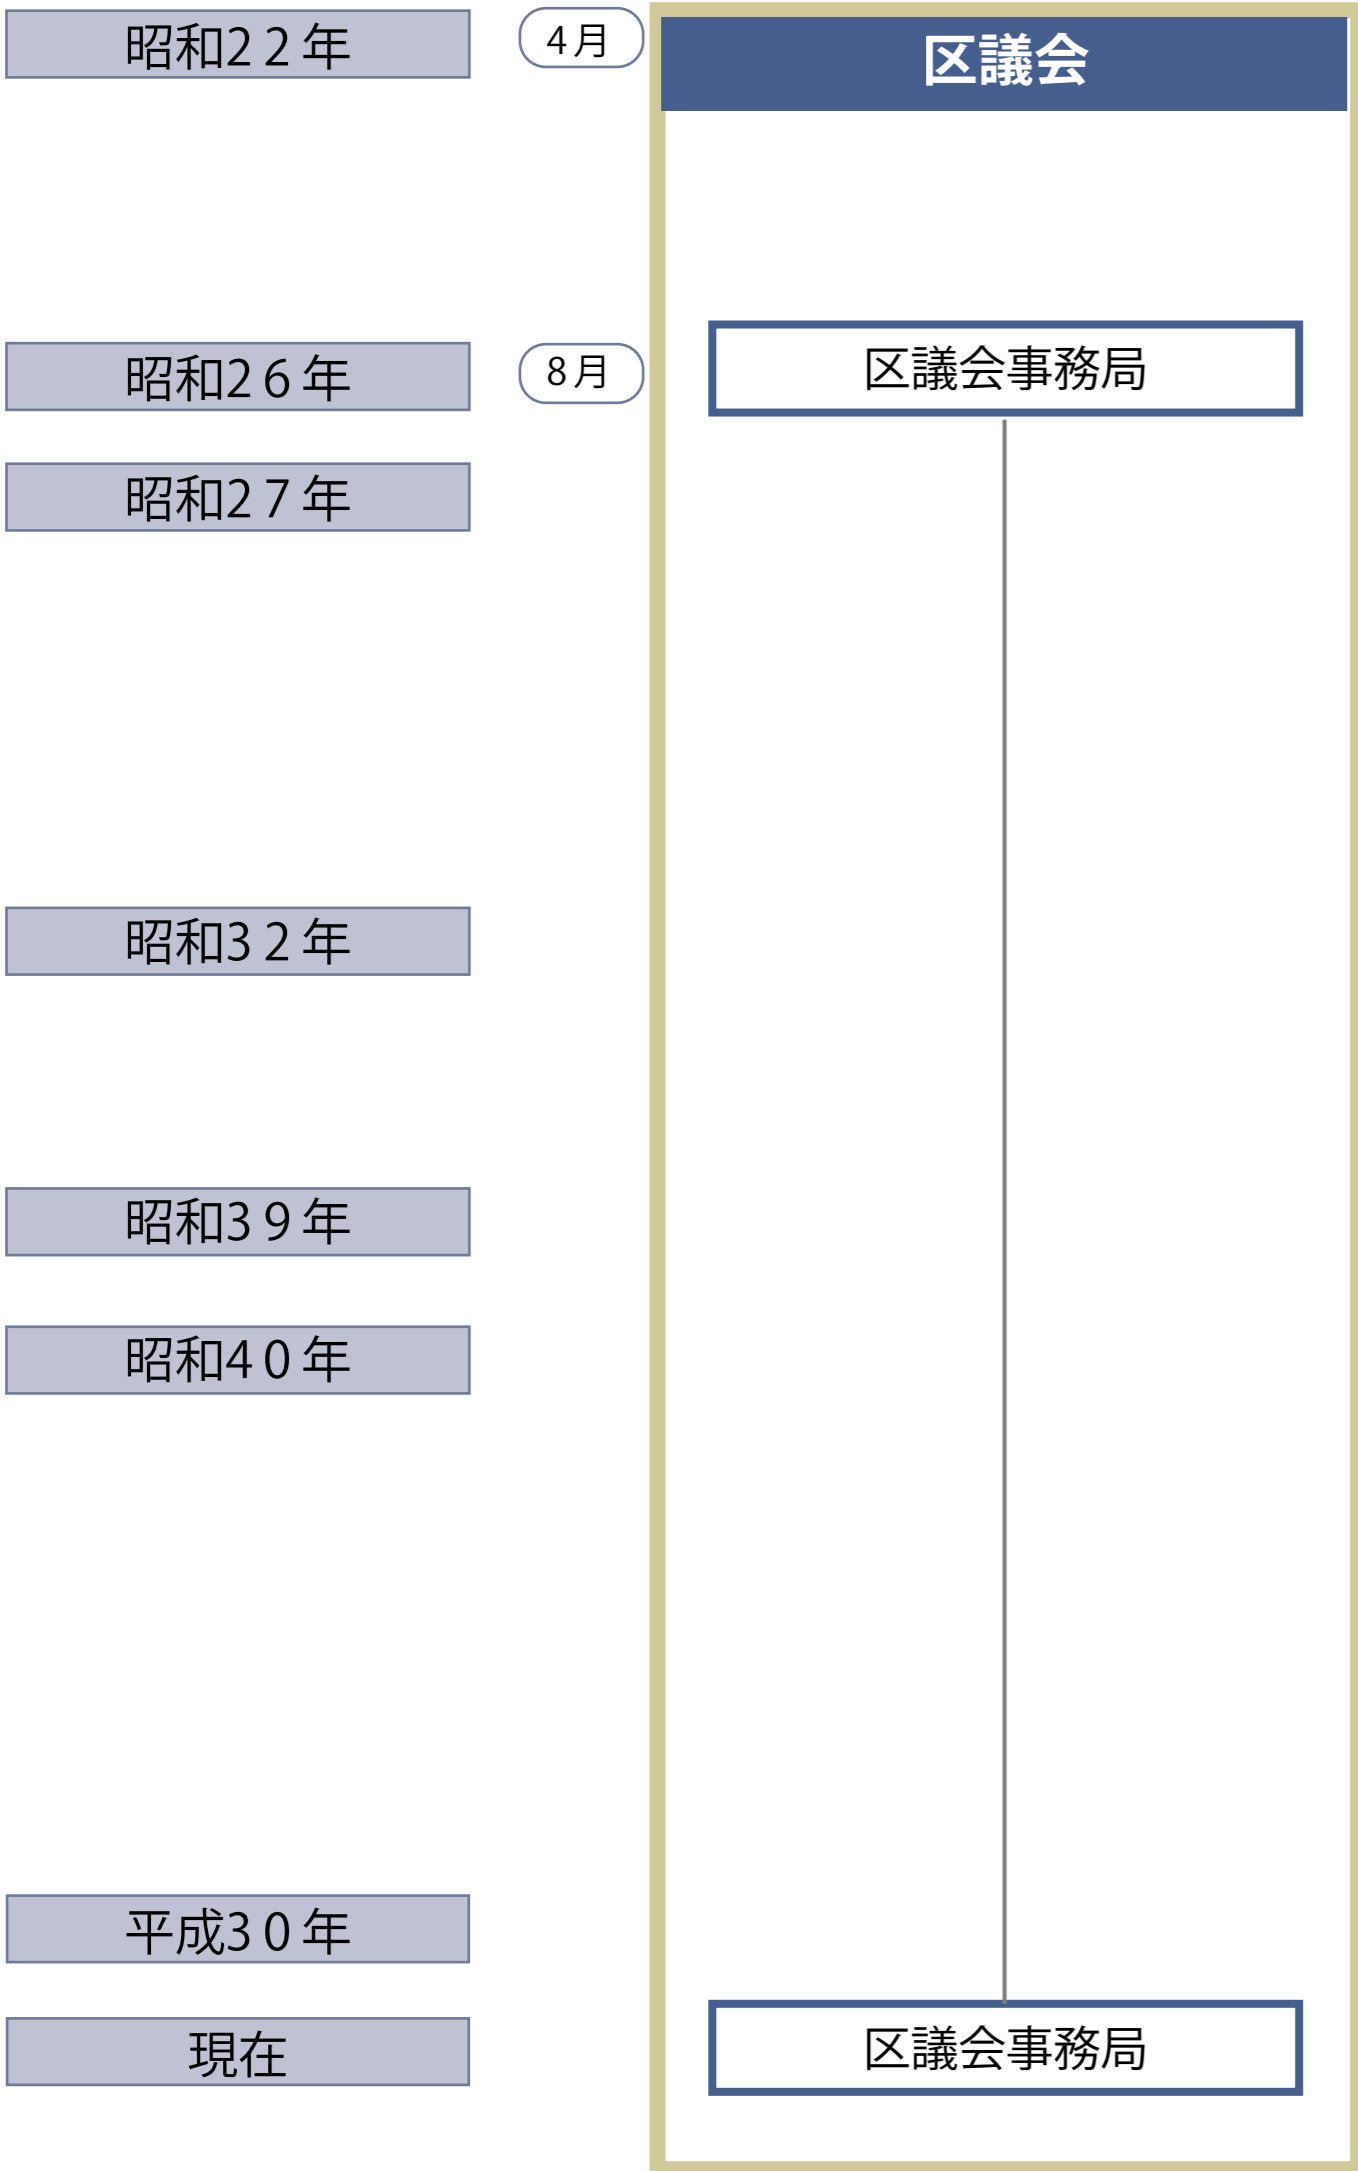 昭和２２年
４月
区議会
昭和２６年
８月
区議会事務局
昭和２７年
昭和３２年
昭和３９年
昭和４０年
平成３０年
現在
区議会事務局